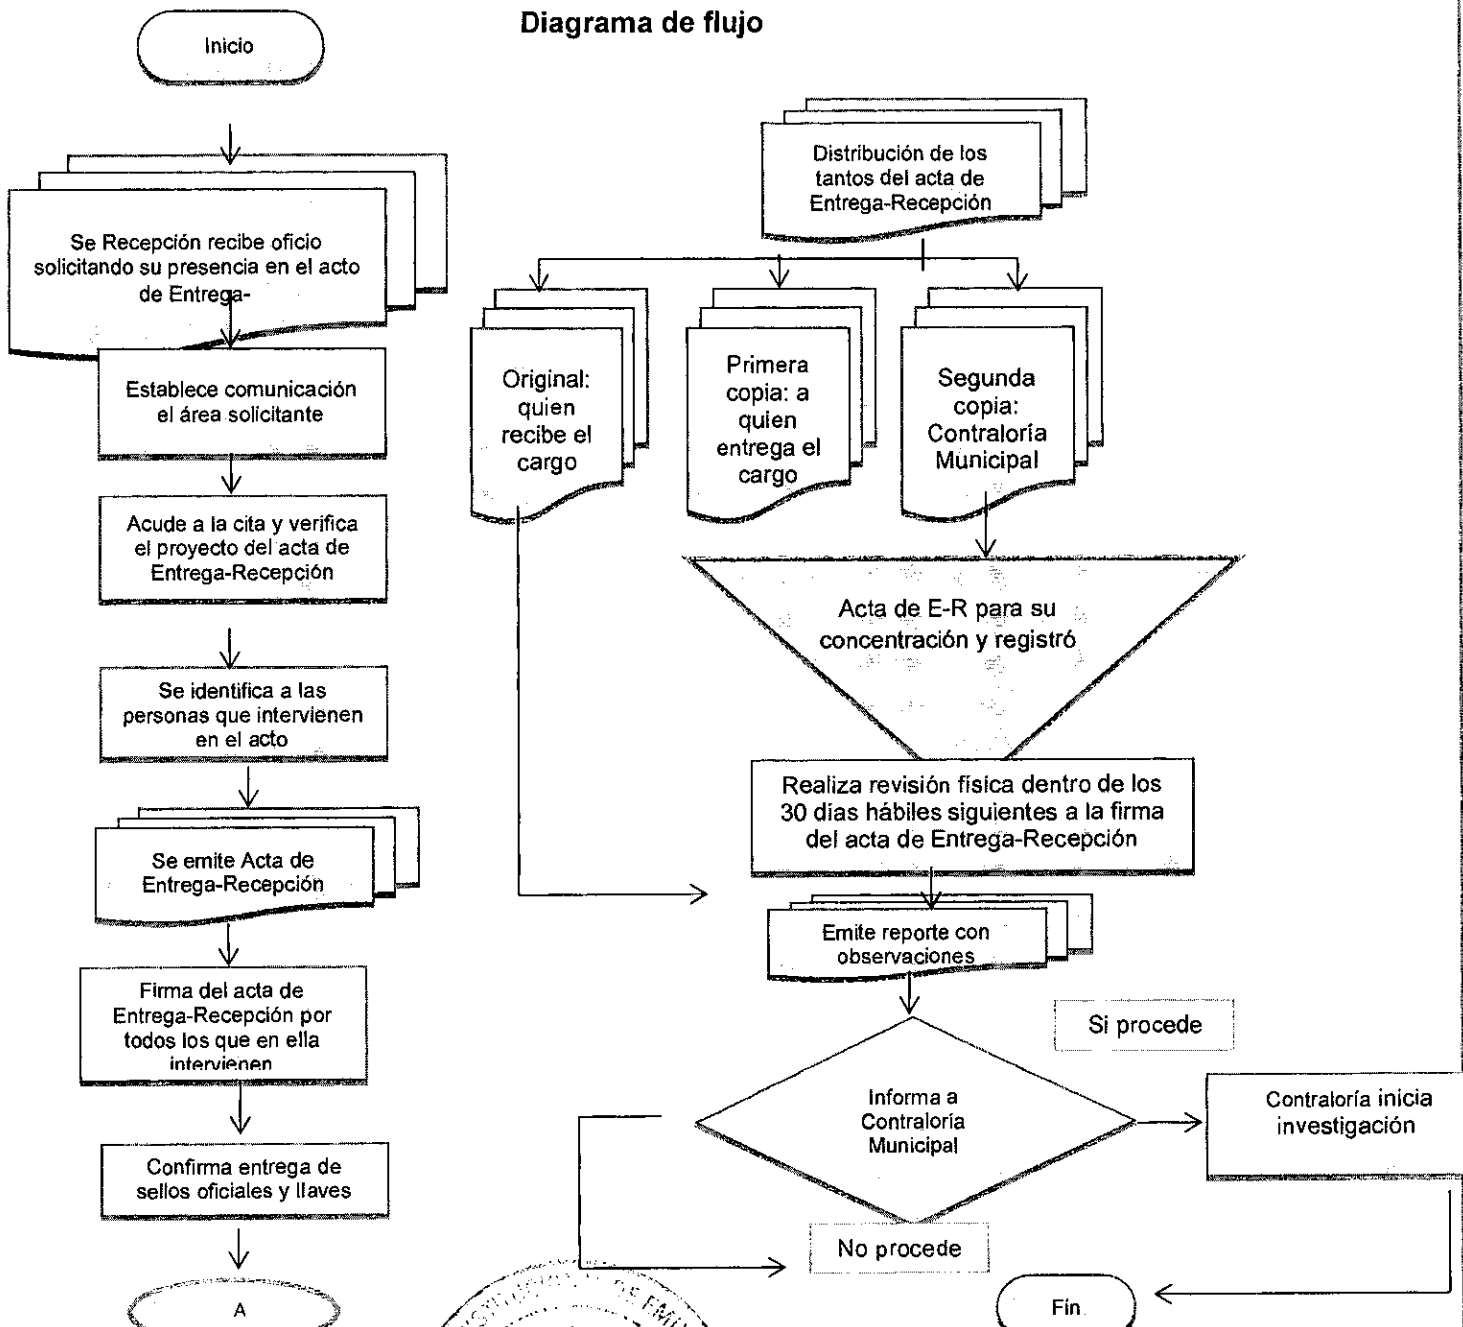 Diagrama de flujo
Inicio
Se Recepción recibe oficio
solicitando su presencia en el acto
de Entrega-
Establece comunicación
el área solicitante
Acude a la cita y verifica
el proyecto del acta de
Entrega-Recepción
Se identifica a las
personas que intervienen
en el acto
Se emite Acta de
Entrega-Recepción
Firma del acta de
Entrega-Recepción por
todos los que en ella
intervienen
Confirma entrega de
sellos oficiales y llaves
A
Distribución de los
tantos del acta de
Entrega-Recepción
Original:
quien
recibe el
cargo
Primera
copia: a
quien
entrega el
cargo
Segunda
copia:
Contraloría
Municipal
Acta de E-R para su
concentración y registró
Realiza revisión física dentro de los
30 días hábiles siguientes a la firma
del acta de Entrega-Recepción
Emite reporte con
observaciones
Si procede
Informa a
Contraloría
Municipal
Contraloría inicia
investigación
No procede
Fin